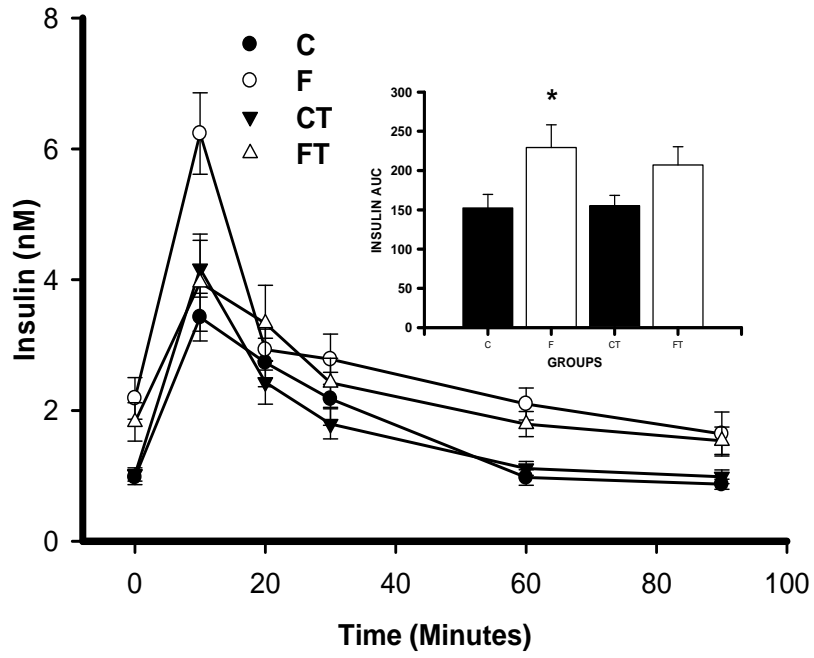 8
6
4
2
0
Insulin (nM)
C
F
CT
FT
300
250
200
150
100
50
0
INSULIN AUC
*
C F CT FT
GROUPS
0 20 40 60 80 100
Time (Minutes)